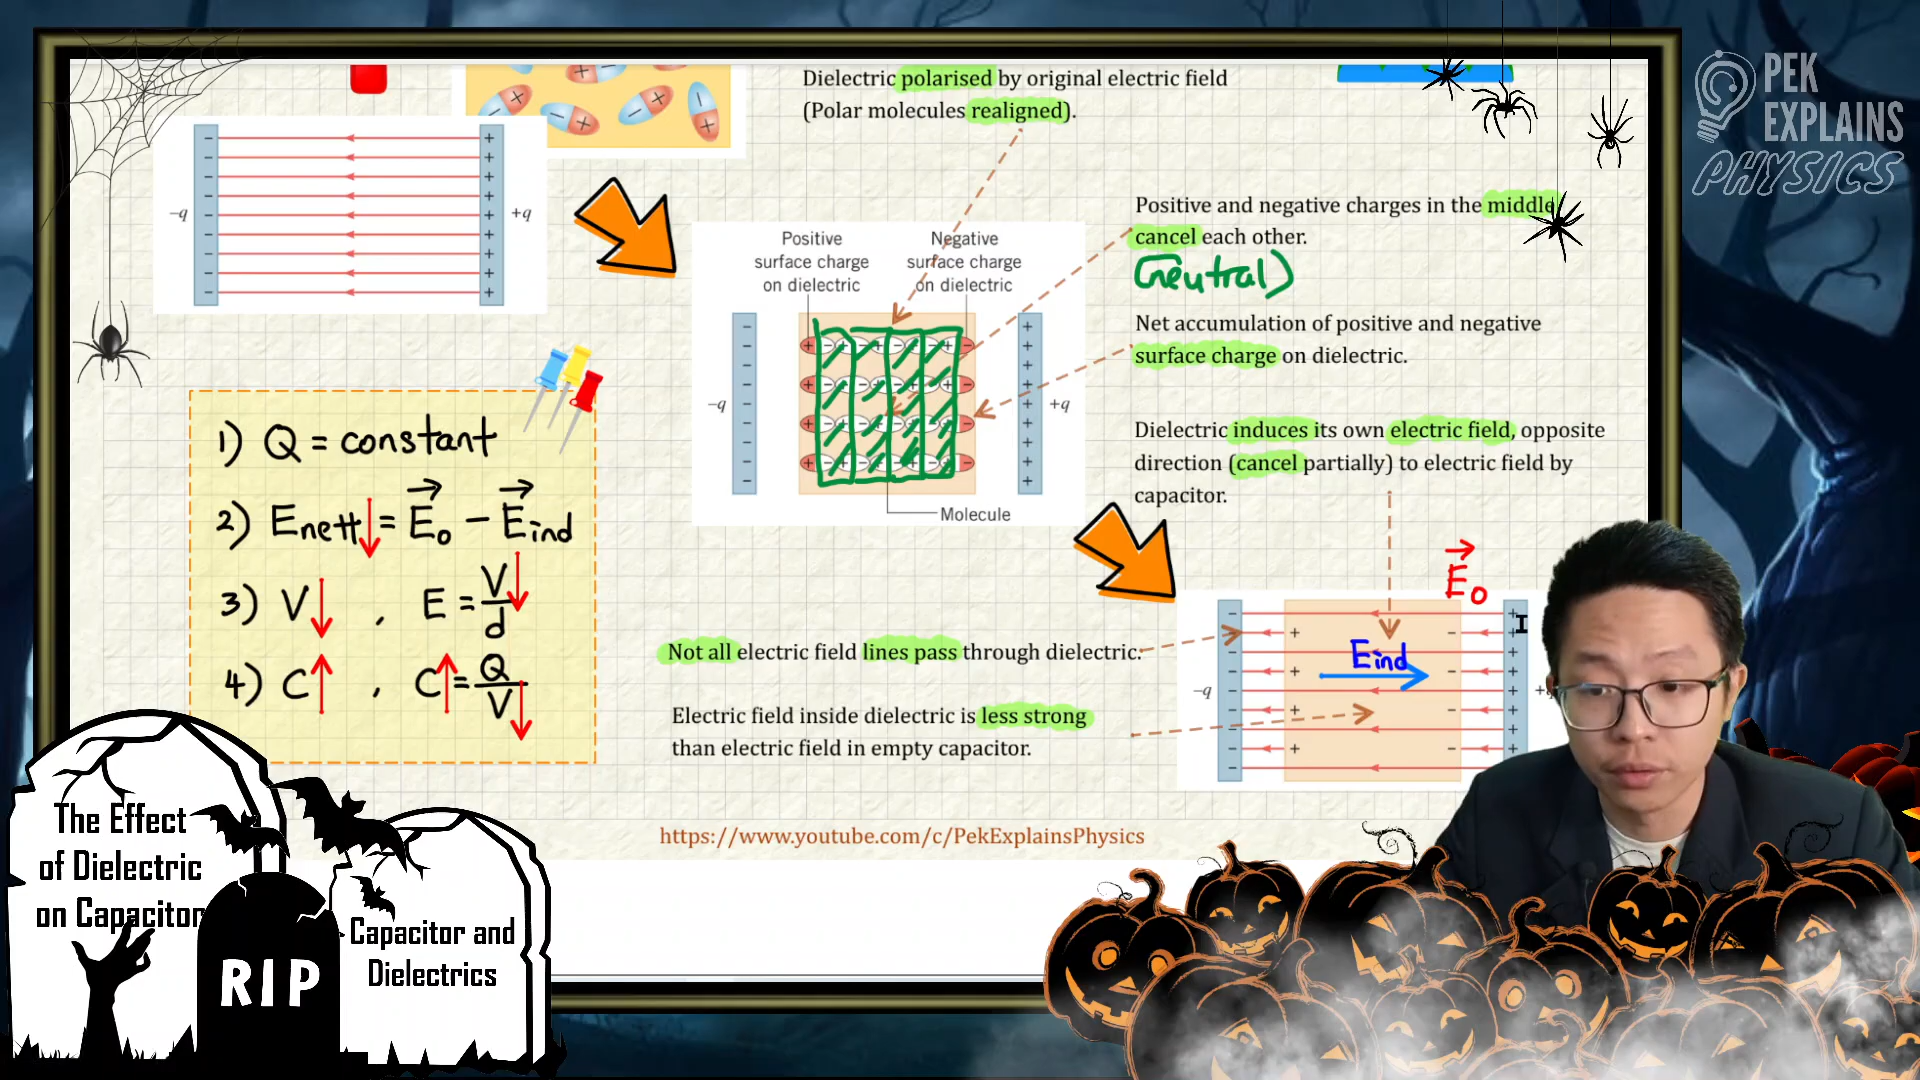 PEK
EXPLAINS
PHYSICS
Dielectric polarised by original electric field
(Polar molecules realigned).
−q
+q
Positive
surface charge
on dielectric
Negative
surface charge
on dielectric
−q
+q
Molecule
Positive and negative charges in the middle
cancel each other.
(neutral)
Net accumulation of positive and negative
surface charge on dielectric.
Dielectric induces its own electric field, opposite
direction (cancel partially) to electric field by
capacitor.
1) Q = constant
2) Enett↓ = E⃗o − E⃗ind
3) V↓ , E = V↓/d
4) C↑ , C↑ = Q/V↓
Not all electric field lines pass through dielectric.
Electric field inside dielectric is less strong
than electric field in empty capacitor.
E⃗o
Eind
−q
https://www.youtube.com/c/PekExplainsPhysics
The Effect
of Dielectric
on Capacitor
RIP
Capacitor and
Dielectrics